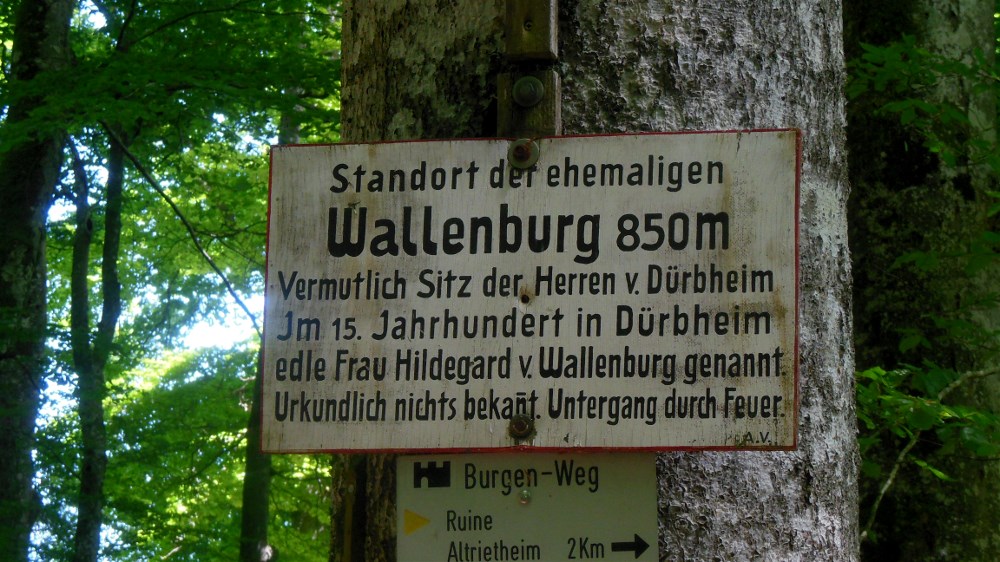 Standort der ehemaligen
Wallenburg 850m
Vermutlich Sitz der Herren v. Dürbheim
Jm 15. Jahrhundert in Dürbheim
edle Frau Hildegard v. Wallenburg genannt.
Urkundlich nichts bekan̄t. Untergang durch Feuer.
A.V.
Burgen-Weg
Ruine
Altrietheim 2Km